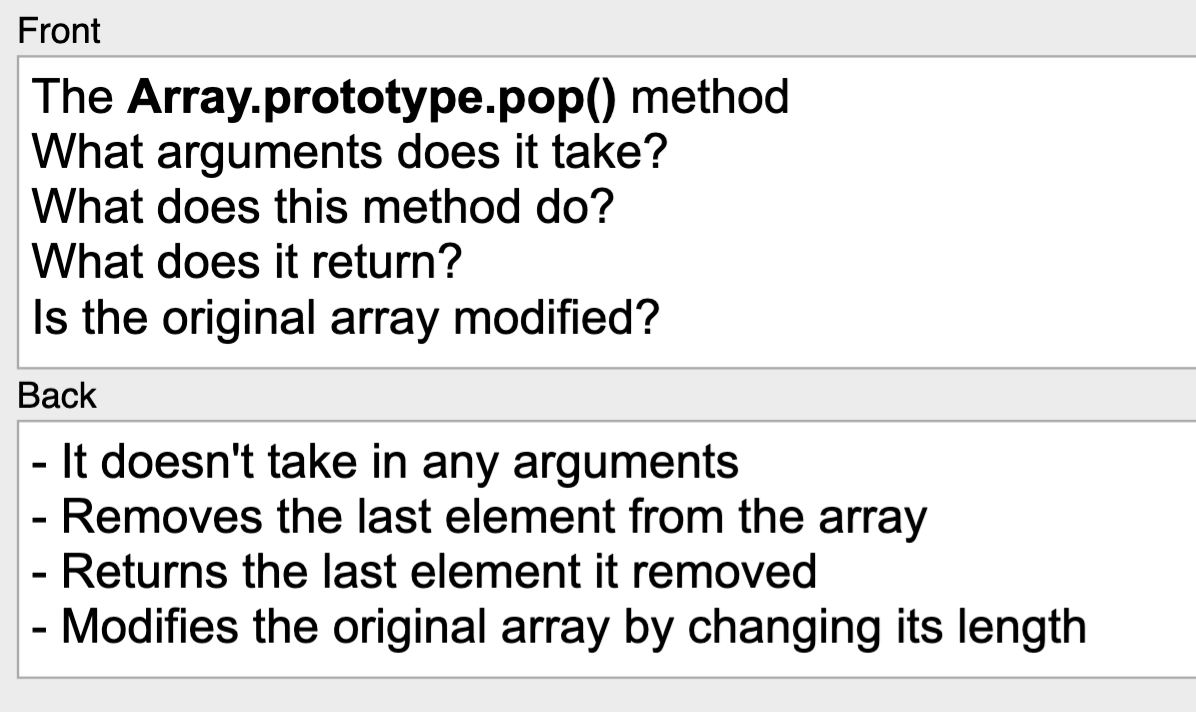 Front
The Array.prototype.pop() method
What arguments does it take?
What does this method do?
What does it return?
Is the original array modified?
Back
- It doesn't take in any arguments
- Removes the last element from the array
- Returns the last element it removed
- Modifies the original array by changing its length